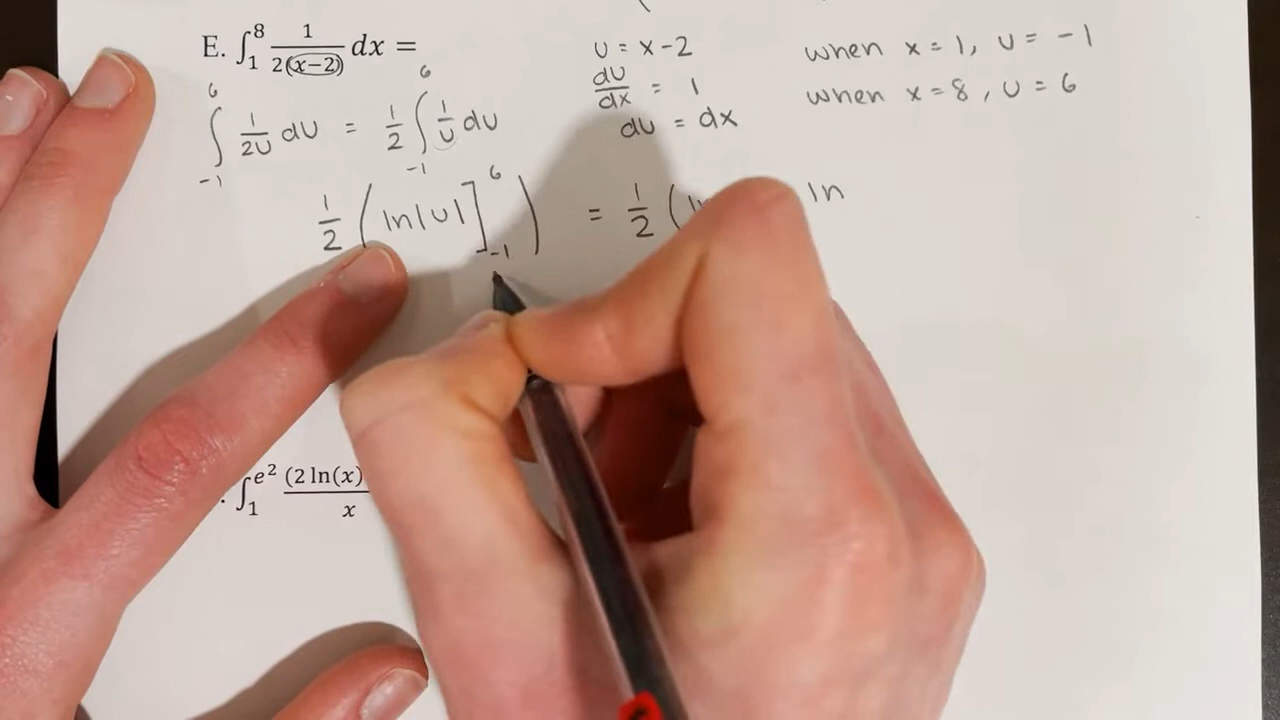 E. ∫₁⁸ 1/(2(x−2)) dx =
u = x-2
when x = 1, u = -1
du/dx = 1
when x = 8, u = 6
du = dx
∫₋₁⁶ 1/(2u) du = 1/2 ∫₋₁⁶ 1/u du
1/2 ( ln|u| ]₋₁⁶ ) = 1/2 ( ln
∫₁^(e²) (2 ln(x)
x